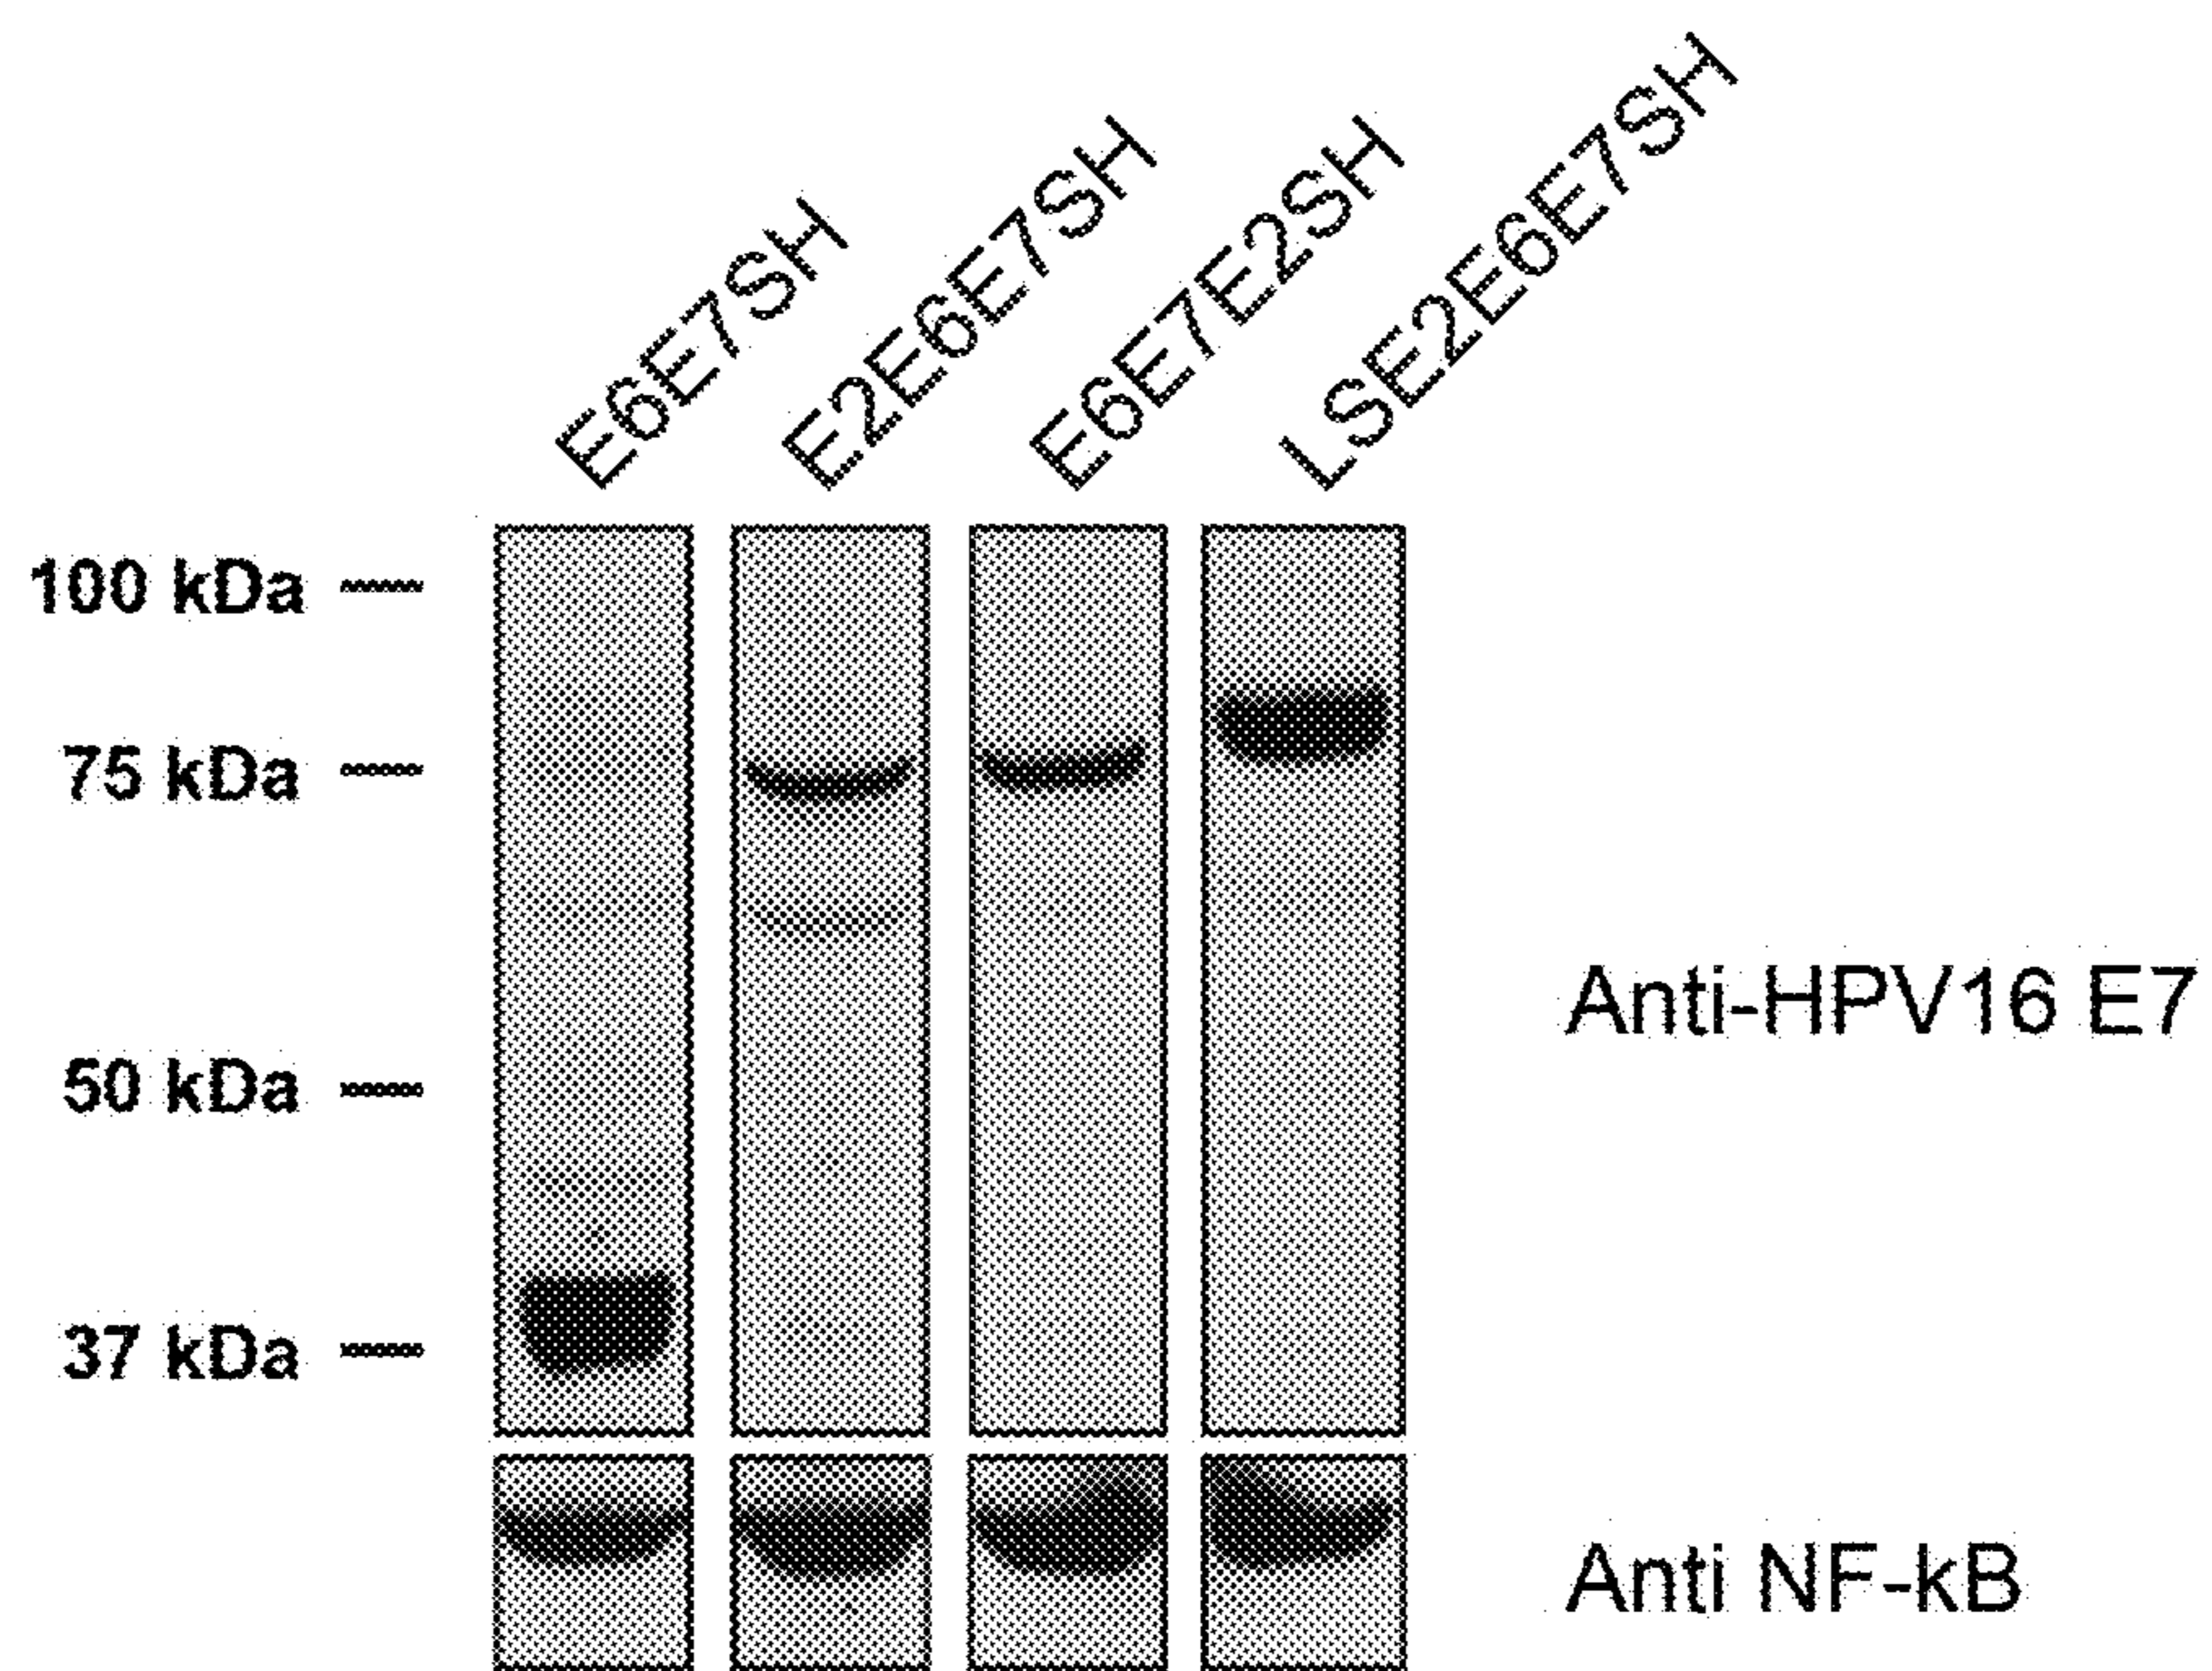 E6E7SH
E2E6E7SH
E6E7E2SH
LSE2E6E7SH
100 kDa
75 kDa
50 kDa
37 kDa
Anti-HPV16 E7
Anti NF-kB